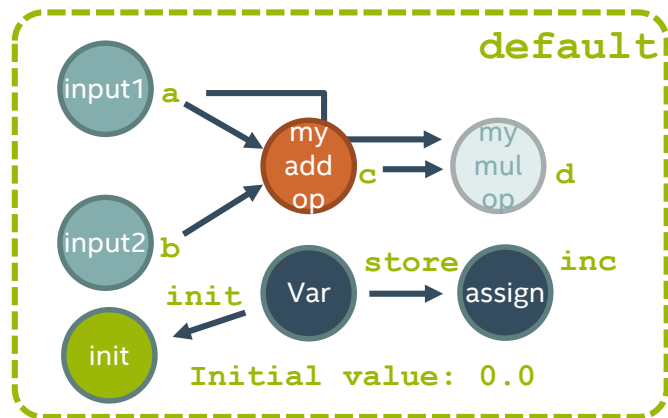 default
input1
a
my
add
op
c
my
mul
op
d
input2
b
init
Var
store
assign
inc
init
Initial value: 0.0